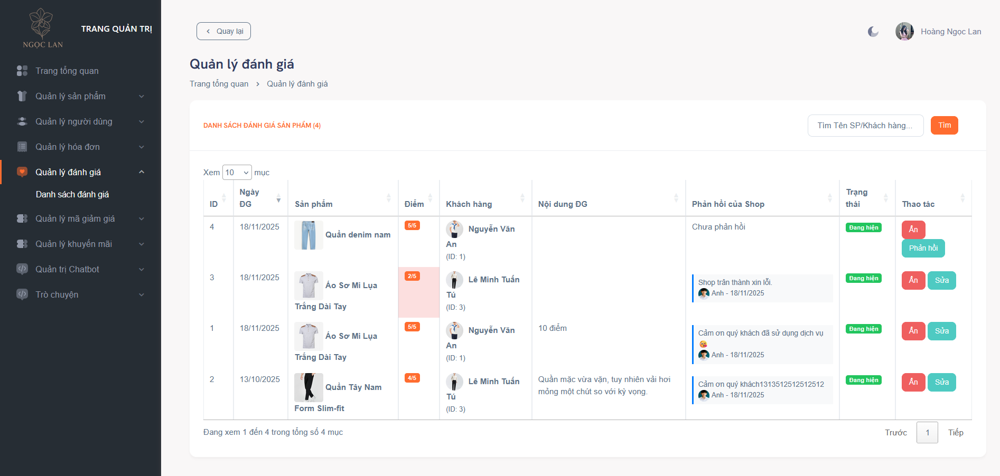 NGỌC LAN
TRANG QUẢN TRỊ
Trang tổng quan
Quản lý sản phẩm
Quản lý người dùng
Quản lý hóa đơn
Quản lý đánh giá
Danh sách đánh giá
Quản lý mã giảm giá
Quản lý khuyến mãi
Quản trị Chatbot
Trò chuyện
Quay lại
Hoàng Ngọc Lan
Quản lý đánh giá
Trang tổng quan > Quản lý đánh giá
DANH SÁCH ĐÁNH GIÁ SẢN PHẨM (4)
Tìm Tên SP/Khách hàng...
Tìm
Xem 10 mục
ID
Ngày
ĐG
Sản phẩm
Điểm
Khách hàng
Nội dung ĐG
Phản hồi của Shop
Trạng
thái
Thao tác
4
18/11/2025
Quần denim nam
5/5
Nguyễn Văn
An
(ID: 1)
Chưa phản hồi
Đang hiện
Ẩn
Phản hồi
3
18/11/2025
Áo Sơ Mi Lụa
Trắng Dài Tay
2/5
Lê Minh Tuấn
Tú
(ID: 3)
Shop trân thành xin lỗi.
Anh - 18/11/2025
Đang hiện
Ẩn
Sửa
1
18/11/2025
Áo Sơ Mi Lụa
Trắng Dài Tay
5/5
Nguyễn Văn
An
(ID: 1)
10 điểm
Cảm ơn quý khách đã sử dụng dịch vụ
😘
Anh - 18/11/2025
Đang hiện
Ẩn
Sửa
2
13/10/2025
Quần Tây Nam
Form Slim-fit
4/5
Lê Minh Tuấn
Tú
(ID: 3)
Quần mặc vừa vặn, tuy nhiên vải hơi
mỏng một chút so với kỳ vọng.
Cảm ơn quý khách1313512512512512
Anh - 18/11/2025
Đang hiện
Ẩn
Sửa
Đang xem 1 đến 4 trong tổng số 4 mục
Trước
1
Tiếp